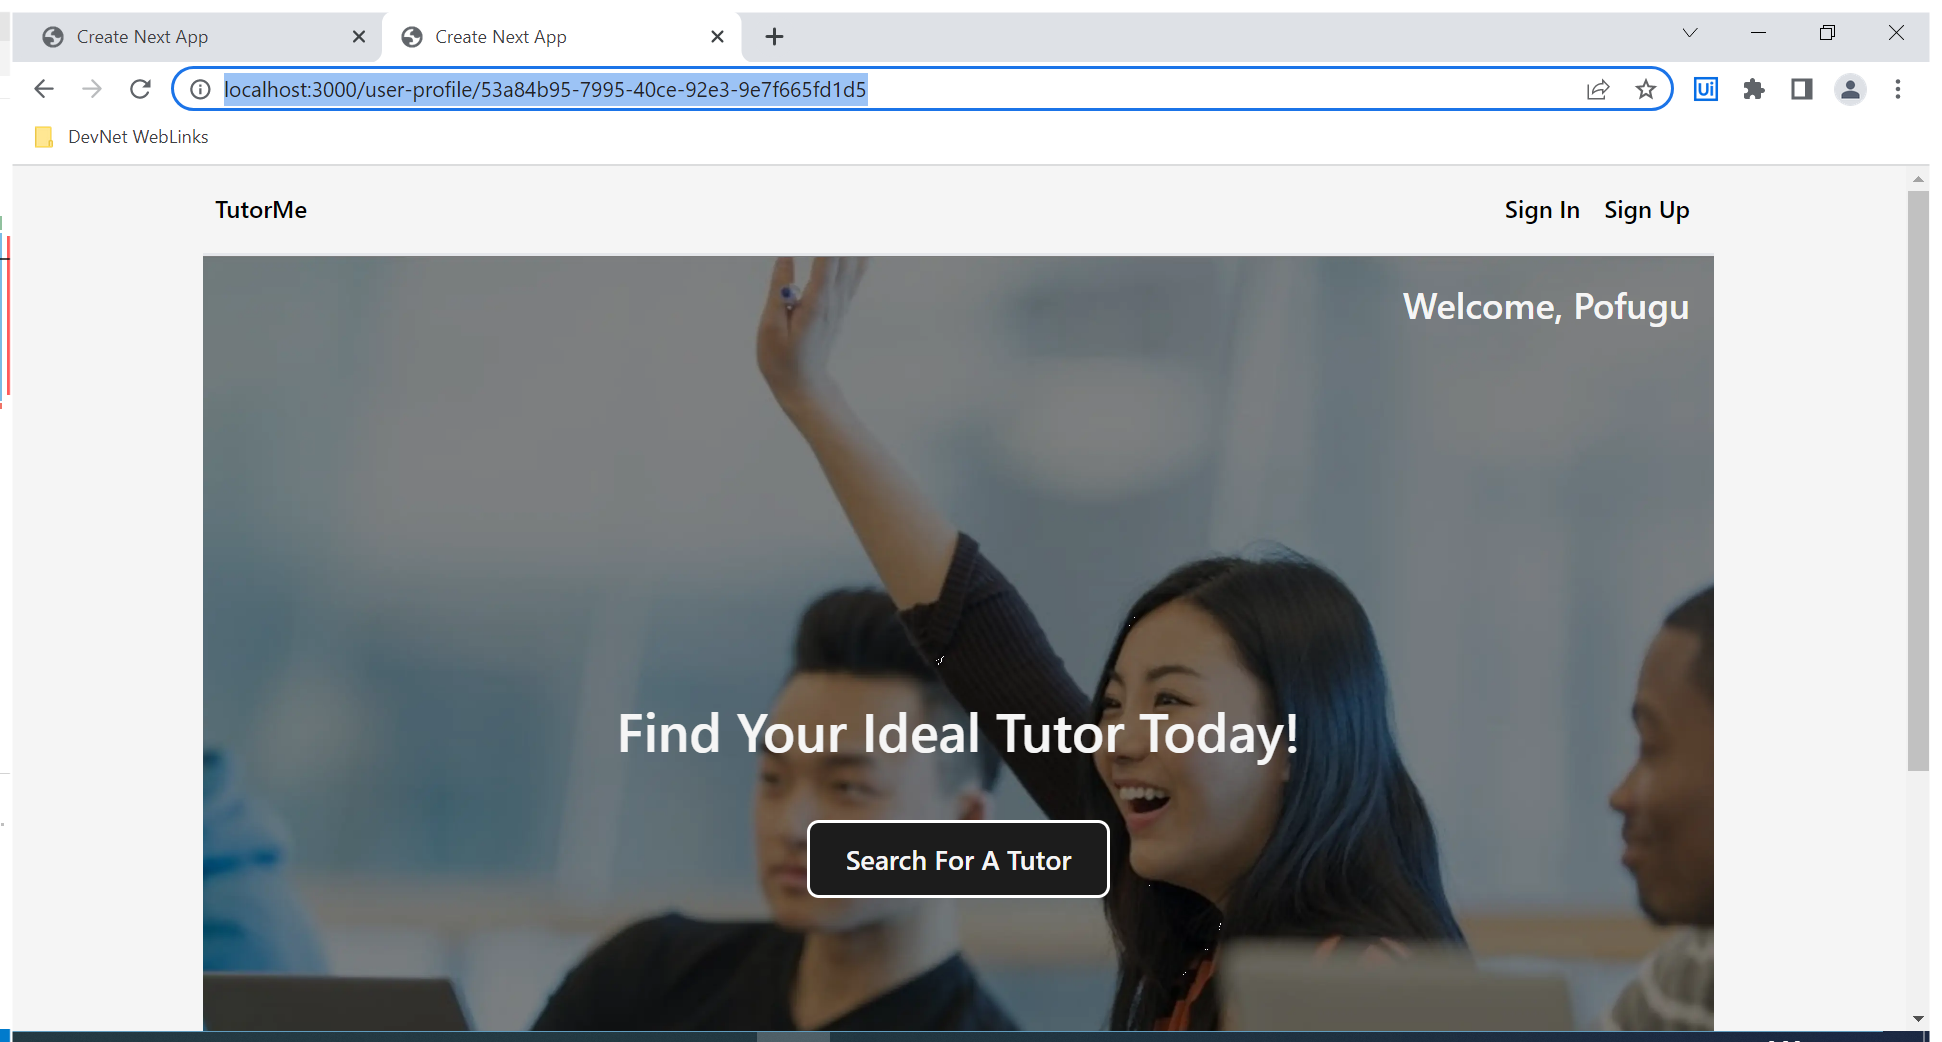 Create Next App
Create Next App
localhost:3000/user-profile/53a84b95-7995-40ce-92e3-9e7f665fd1d5
Ui
DevNet WebLinks
TutorMe
Sign In Sign Up
Welcome, Pofugu
Find Your Ideal Tutor Today!
Search For A Tutor